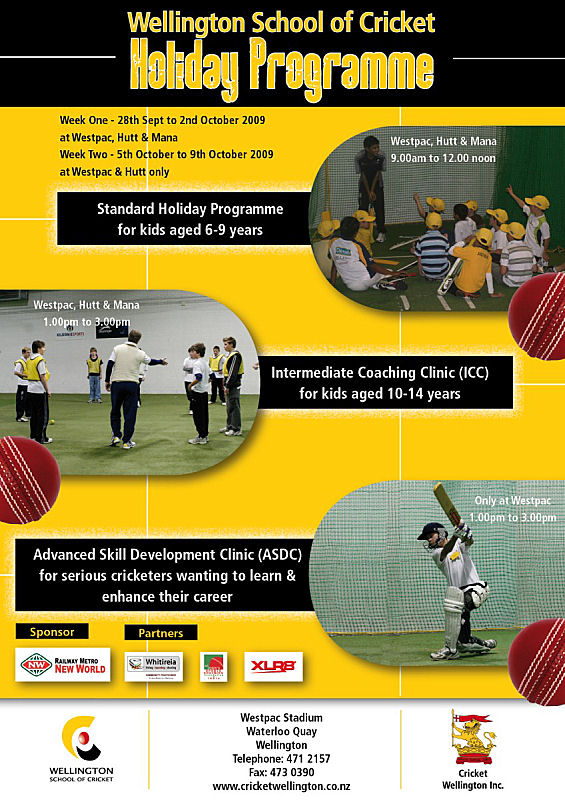 Wellington School of Cricket
Holiday Programme
Week One - 28th Sept to 2nd October 2009
at Westpac, Hutt & Mana
Week Two - 5th October to 9th October 2009
at Westpac & Hutt only
Westpac, Hutt & Mana
9.00am to 12.00 noon
Standard Holiday Programme
for kids aged 6-9 years
Westpac, Hutt & Mana
1.00pm to 3.00pm
Intermediate Coaching Clinic (ICC)
for kids aged 10-14 years
Only at Westpac
1.00pm to 3.00pm
Advanced Skill Development Clinic (ASDC)
for serious cricketers wanting to learn &
enhance their career
Sponsor
Partners
NW
RAILWAY METRO
NEW WORLD
Whitireia
XLR8
WELLINGTON
SCHOOL OF CRICKET
Westpac Stadium
Waterloo Quay
Wellington
Telephone: 471 2157
Fax: 473 0390
www.cricketwellington.co.nz
Cricket
Wellington Inc.